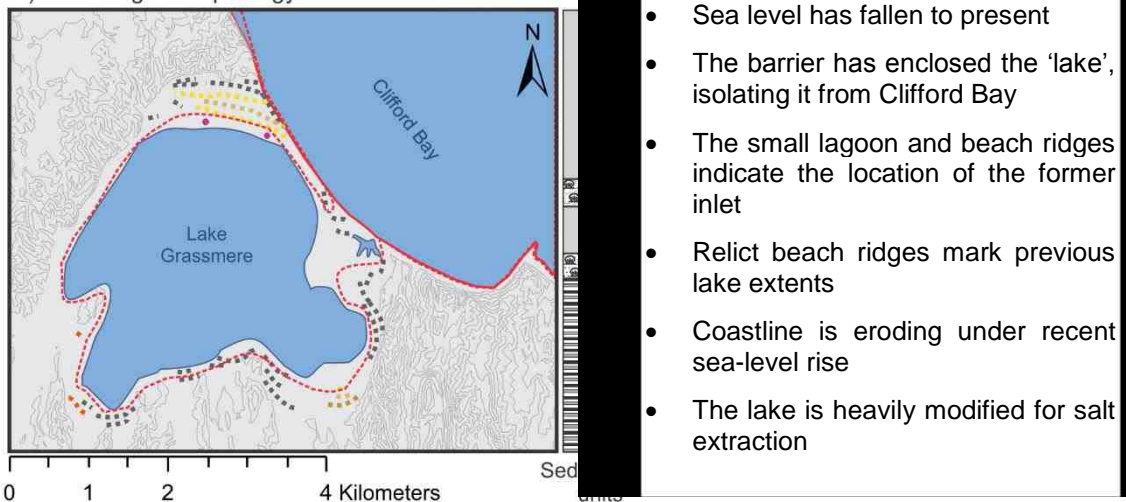 N
Clifford Bay
Lake
Grassmere
0 1 2 4 Kilometers
Sed
• Sea level has fallen to present
• The barrier has enclosed the ‘lake’,
isolating it from Clifford Bay
• The small lagoon and beach ridges
indicate the location of the former
inlet
• Relict beach ridges mark previous
lake extents
• Coastline is eroding under recent
sea-level rise
• The lake is heavily modified for salt
extraction